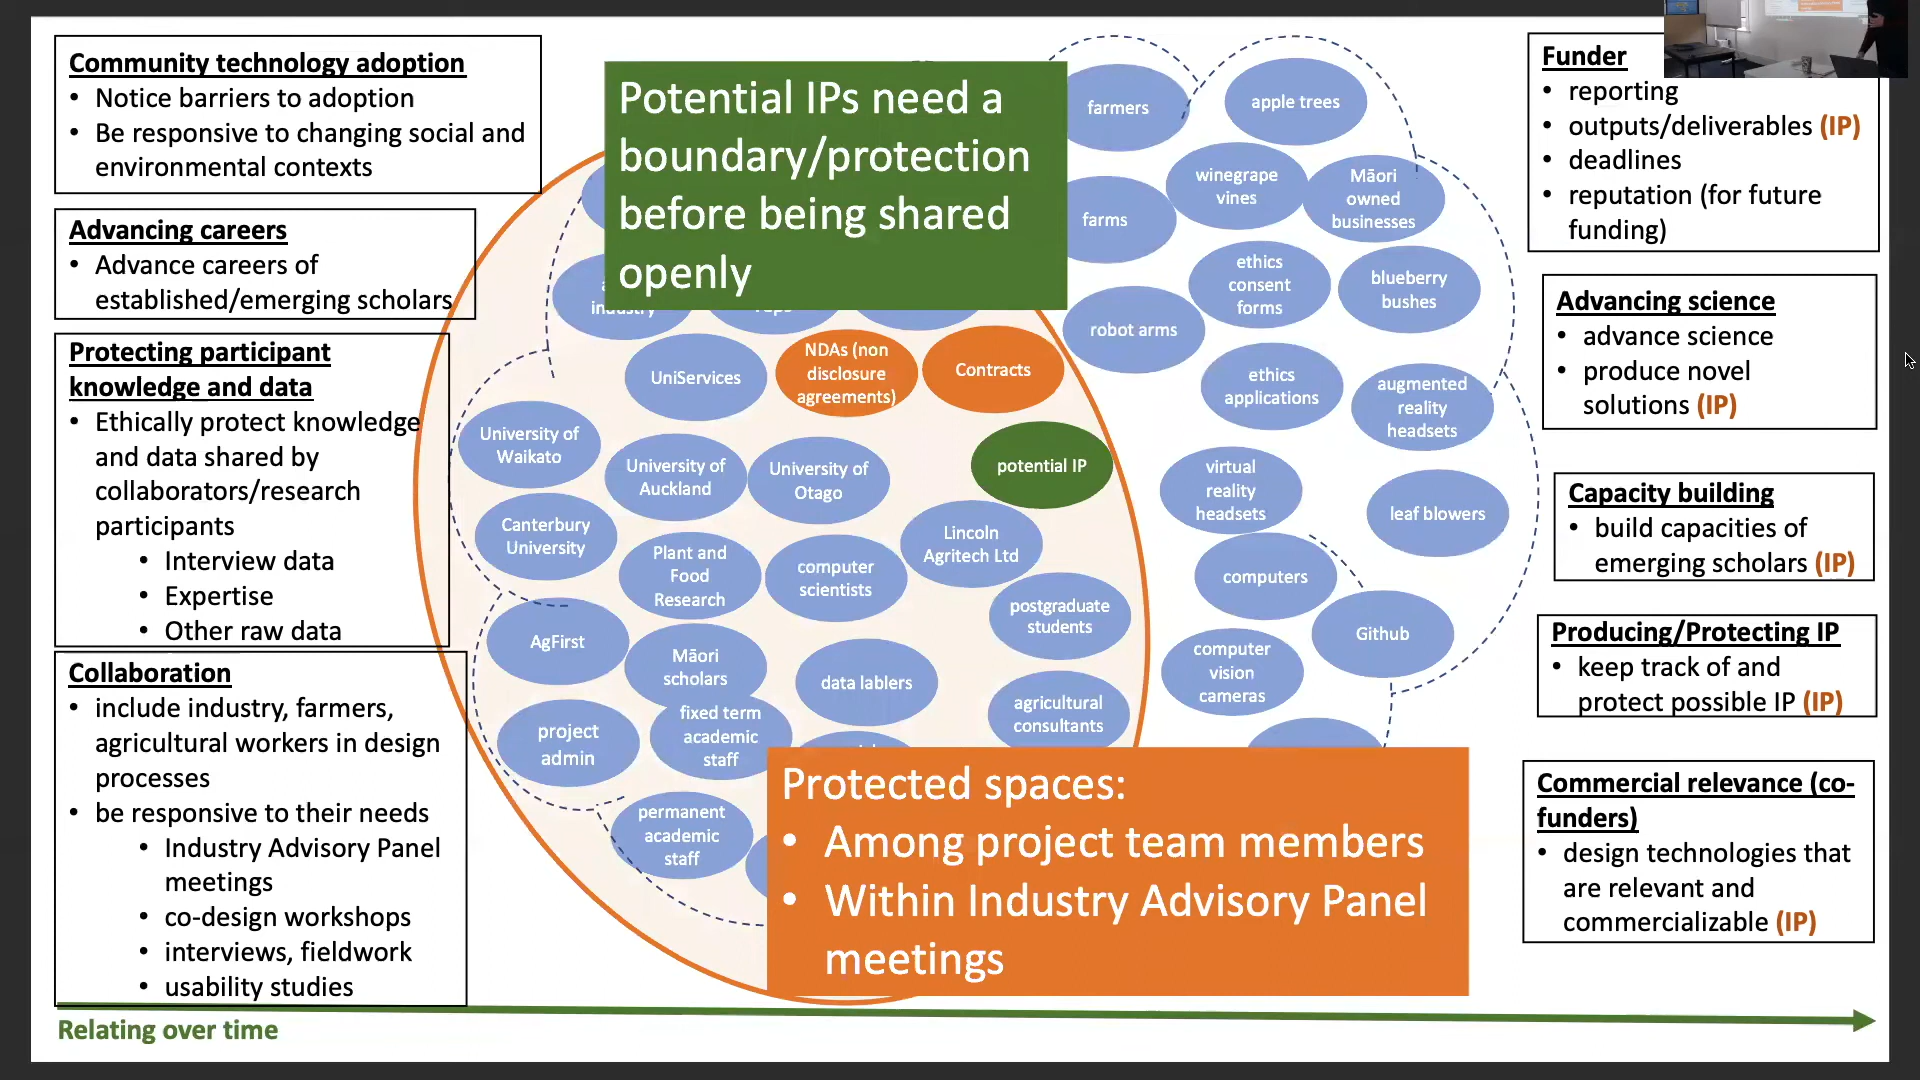 Community technology adoption
• Notice barriers to adoption
• Be responsive to changing social and
environmental contexts
Advancing careers
• Advance careers of
established/emerging scholars
Protecting participant
knowledge and data
• Ethically protect knowledge
and data shared by
collaborators/research
participants
• Interview data
• Expertise
• Other raw data
Collaboration
• include industry, farmers,
agricultural workers in design
processes
• be responsive to their needs
• Industry Advisory Panel
meetings
• co-design workshops
• interviews, fieldwork
• usability studies
Relating over time
Potential IPs need a
boundary/protection
before being shared
openly
industry
UniServices
NDAs (non
disclosure
agreements)
Contracts
potential IP
University of
Waikato
University of
Auckland
University of
Otago
Canterbury
University
Plant and
Food
Research
computer
scientists
Lincoln
Agritech Ltd
postgraduate
students
AgFirst
Māori
scholars
data lablers
agricultural
consultants
project
admin
fixed term
academic
staff
permanent
academic
staff
farmers
apple trees
winegrape
vines
Māori
owned
businesses
farms
ethics
consent
forms
blueberry
bushes
robot arms
ethics
applications
augmented
reality
headsets
virtual
reality
headsets
leaf blowers
computers
Github
computer
vision
cameras
Protected spaces:
• Among project team members
• Within Industry Advisory Panel
meetings
Funder
• reporting
• outputs/deliverables (IP)
• deadlines
• reputation (for future
funding)
Advancing science
• advance science
• produce novel
solutions (IP)
Capacity building
• build capacities of
emerging scholars (IP)
Producing/Protecting IP
• keep track of and
protect possible IP (IP)
Commercial relevance (co-
funders)
• design technologies that
are relevant and
commercializable (IP)